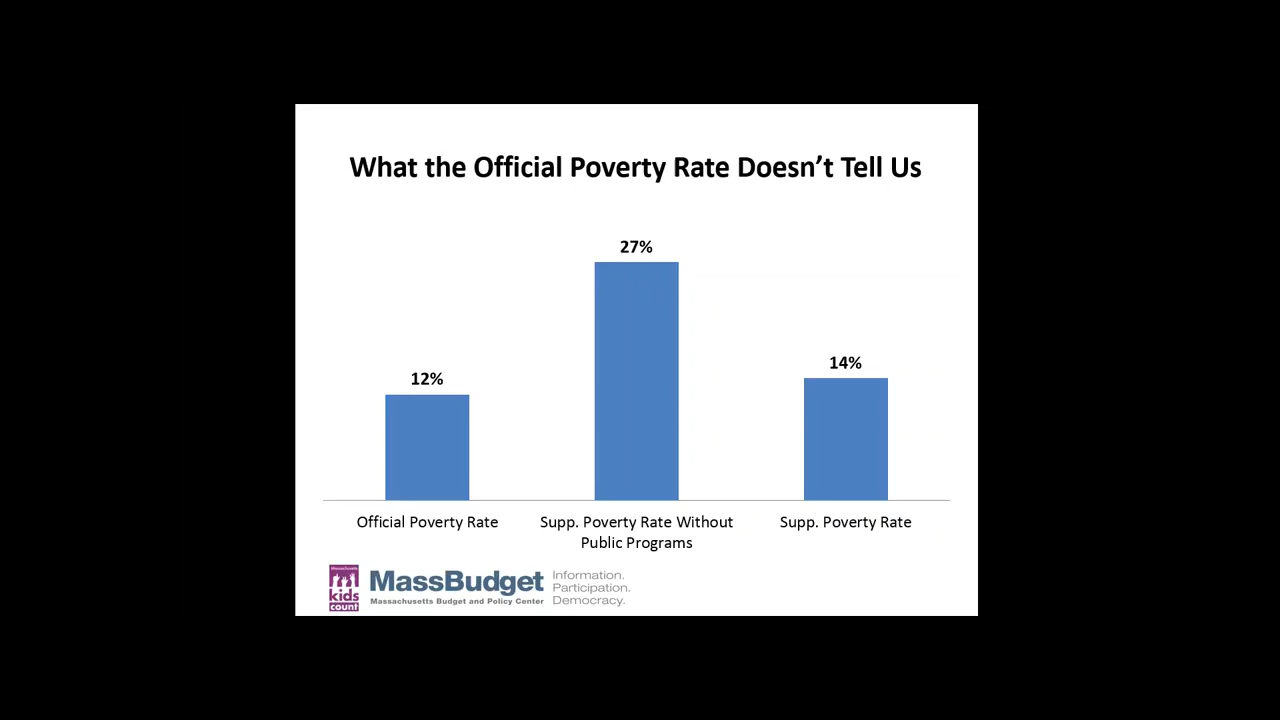 What the Official Poverty Rate Doesn’t Tell Us
27%
14%
12%
Official Poverty Rate
Supp. Poverty Rate Without
Public Programs
Supp. Poverty Rate
Massachusetts
kids
count
MassBudget
Massachusetts Budget and Policy Center
Information.
Participation.
Democracy.